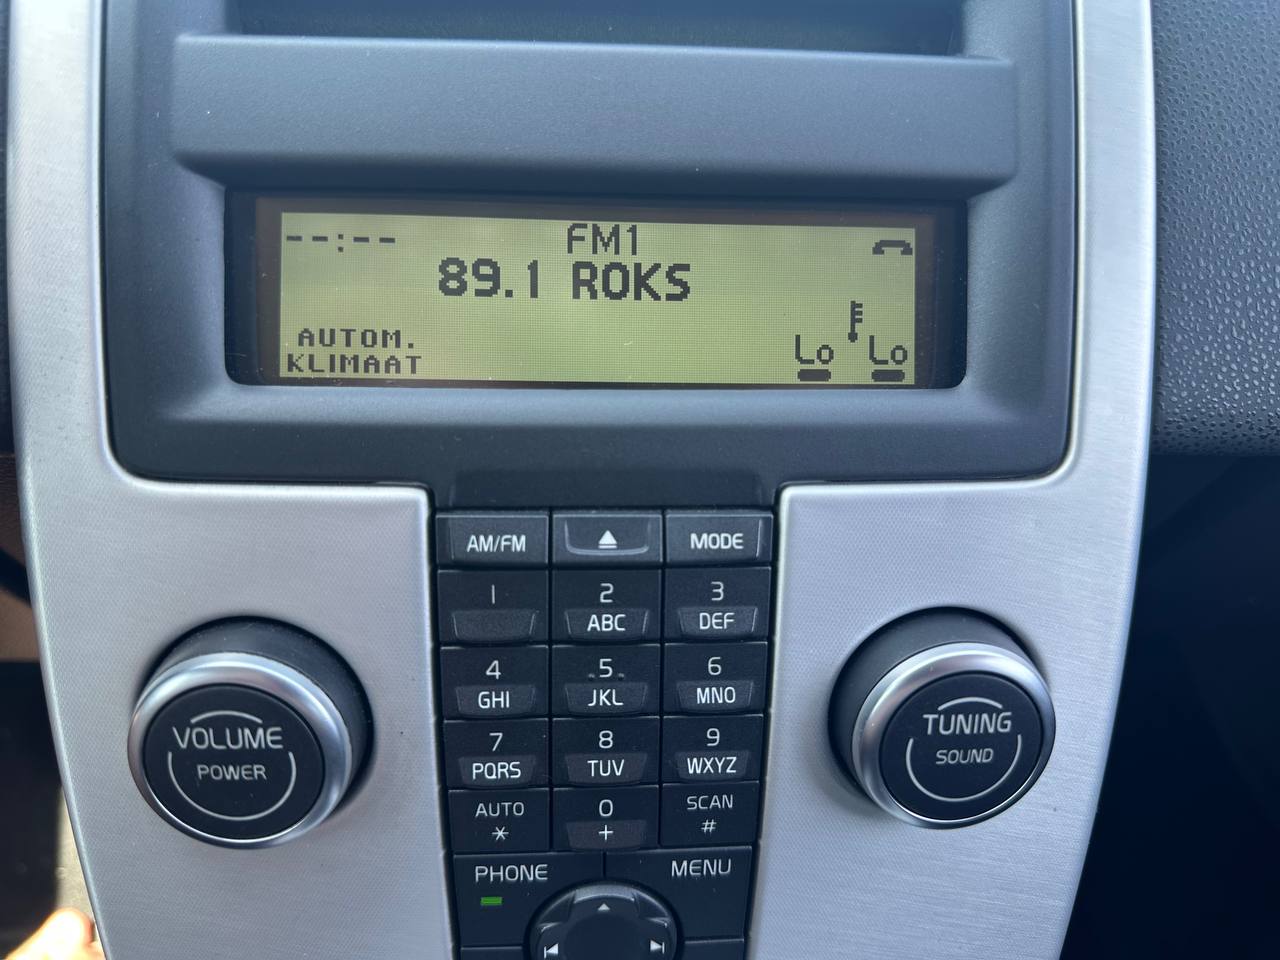 --:--
FM1
89.1 ROKS
AUTOM.
KLIMAAT
Lo Lo
AM/FM MODE
1 2 3
ABC DEF
4 5 6
GHI JKL MNO
7 8 9
PQRS TUV WXYZ
AUTO 0 SCAN
* + #
PHONE MENU
VOLUME
POWER
TUNING
SOUND